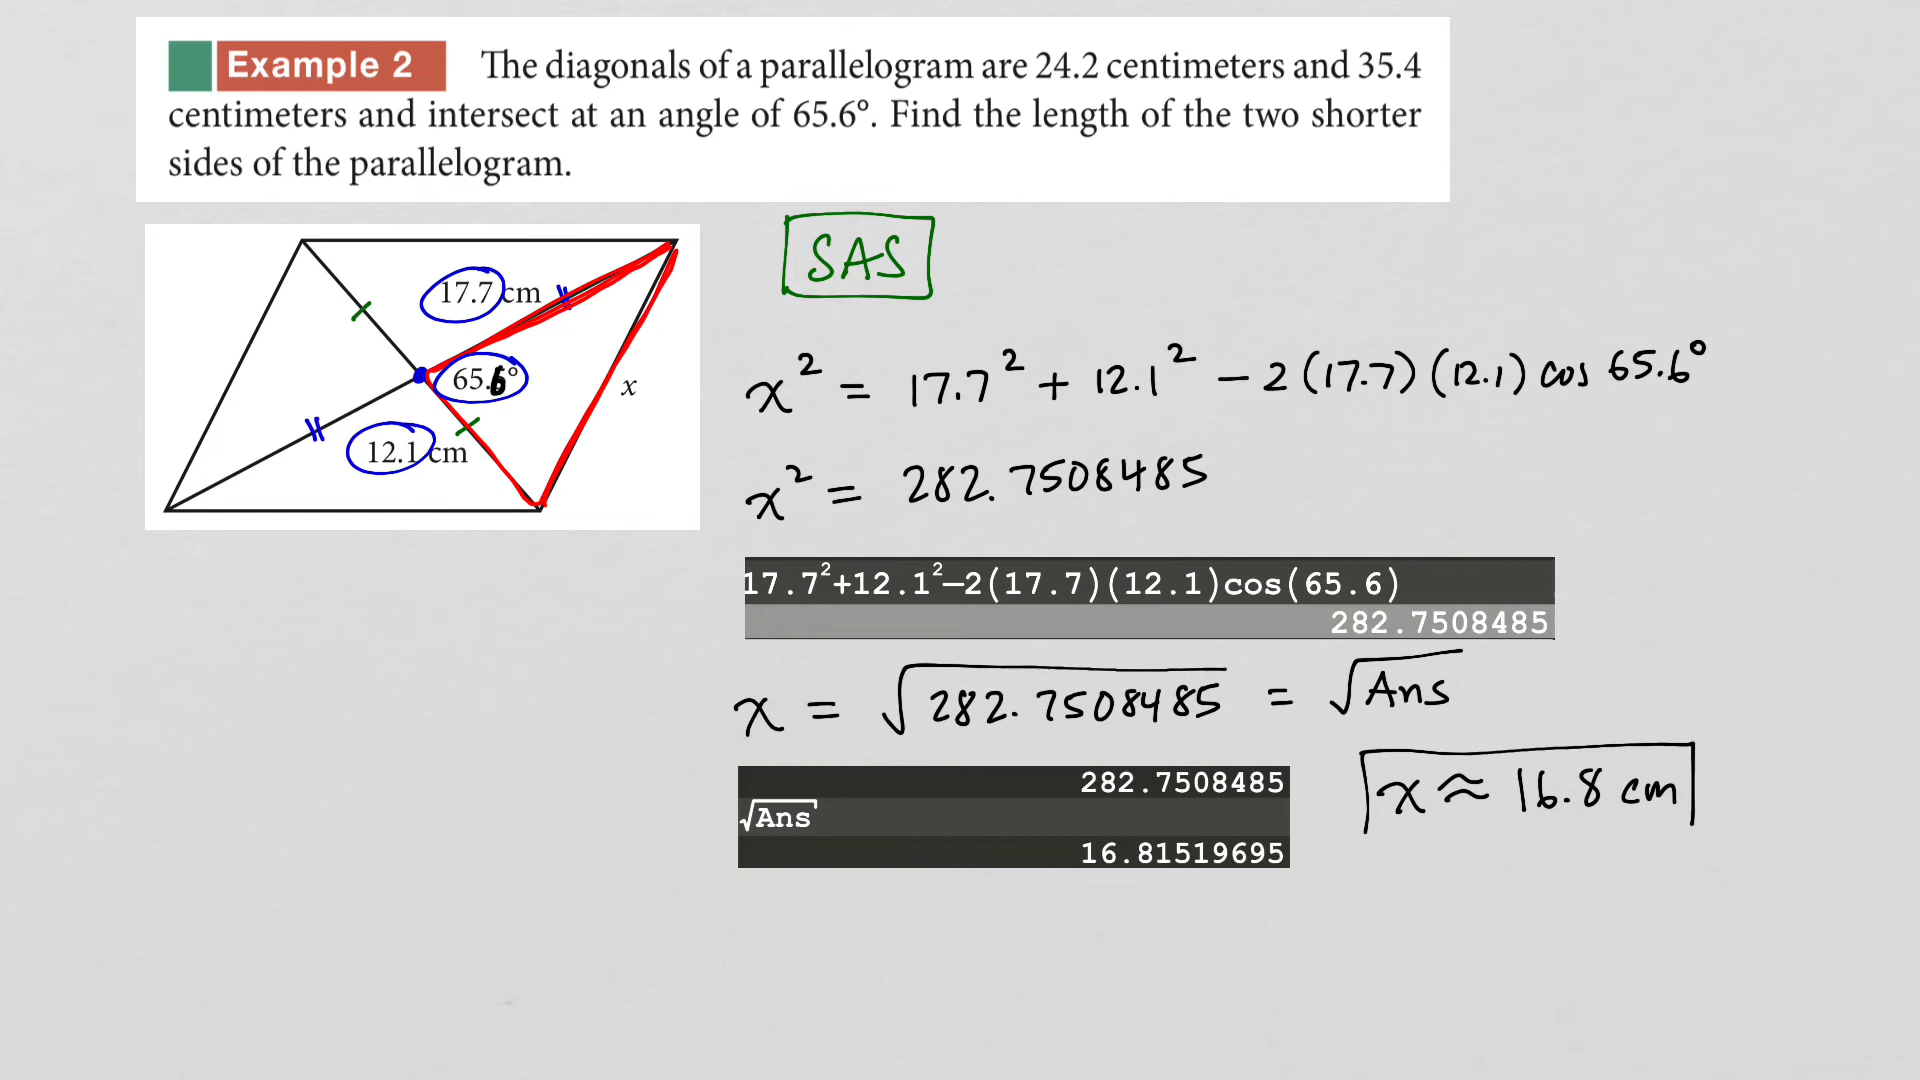 Example 2 The diagonals of a parallelogram are 24.2 centimeters and 35.4
centimeters and intersect at an angle of 65.6°. Find the length of the two shorter
sides of the parallelogram.
SAS
17.7 cm
65.6°
x
12.1 cm
x² = 17.7² + 12.1² − 2(17.7)(12.1) cos 65.6°
x² = 282.7508485
17.7²+12.1²−2(17.7)(12.1)cos(65.6)
282.7508485
x = √282.7508485 = √Ans
282.7508485
√Ans
16.81519695
x ≈ 16.8 cm